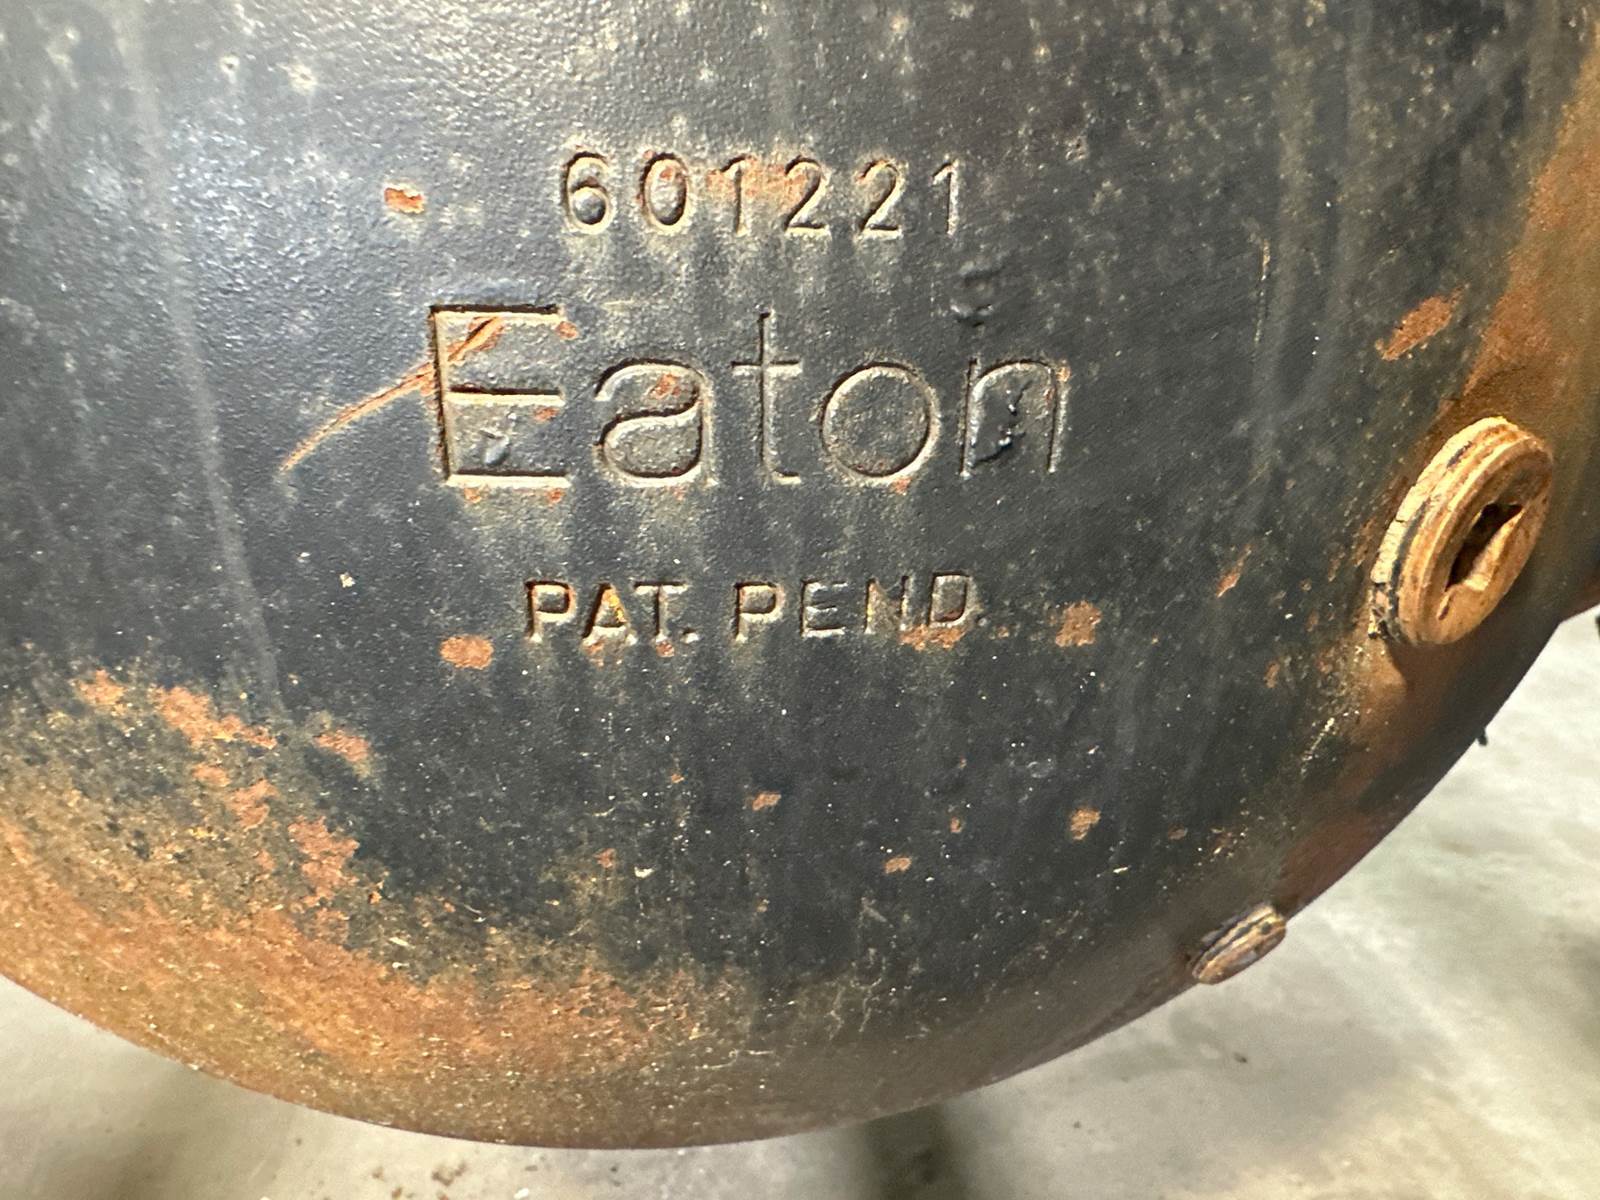 601221
Eaton
PAT. PEND.